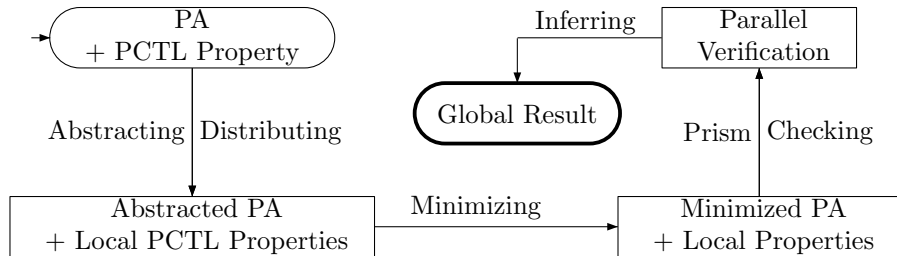 PA
+ PCTL Property
Inferring
Parallel
Verification
Global Result
Abstracting
Distributing
Prism
Checking
Abstracted PA
+ Local PCTL Properties
Minimizing
Minimized PA
+ Local Properties